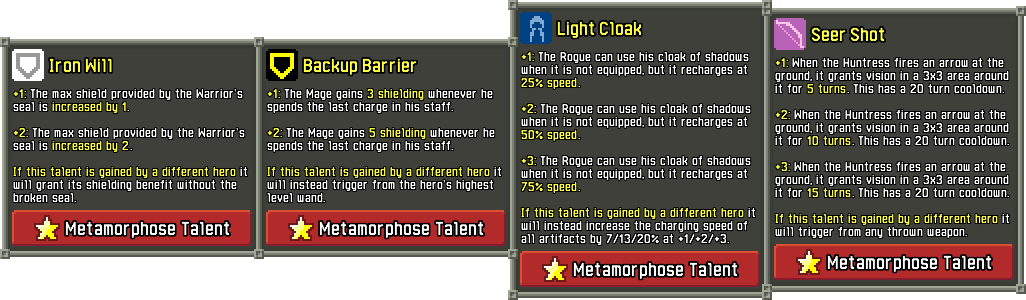 Iron Will
+1: The max shield provided by the Warrior's
seal is increased by 1.
+2: The max shield provided by the Warrior's
seal is increased by 2.
If this talent is gained by a different hero it
will grant its shielding benefit without the
broken seal.
Metamorphose Talent
Backup Barrier
+1: The Mage gains 3 shielding whenever he
spends the last charge in his staff.
+2: The Mage gains 5 shielding whenever he
spends the last charge in his staff.
If this talent is gained by a different hero it
will instead trigger from the hero's highest
level wand.
Metamorphose Talent
Light Cloak
+1: The Rogue can use his cloak of shadows
when it is not equipped, but it recharges at
25% speed.
+2: The Rogue can use his cloak of shadows
when it is not equipped, but it recharges at
50% speed.
+3: The Rogue can use his cloak of shadows
when it is not equipped, but it recharges at
75% speed.
If this talent is gained by a different hero it
will instead increase the charging speed of
all artifacts by 7/13/20% at +1/+2/+3.
Metamorphose Talent
Seer Shot
+1: When the Huntress fires an arrow at the
ground, it grants vision in a 3x3 area around
it for 5 turns. This has a 20 turn cooldown.
+2: When the Huntress fires an arrow at the
ground, it grants vision in a 3x3 area around
it for 10 turns. This has a 20 turn cooldown.
+3: When the Huntress fires an arrow at the
ground, it grants vision in a 3x3 area around
it for 15 turns. This has a 20 turn cooldown.
If this talent is gained by a different hero it
will trigger from any thrown weapon.
Metamorphose Talent